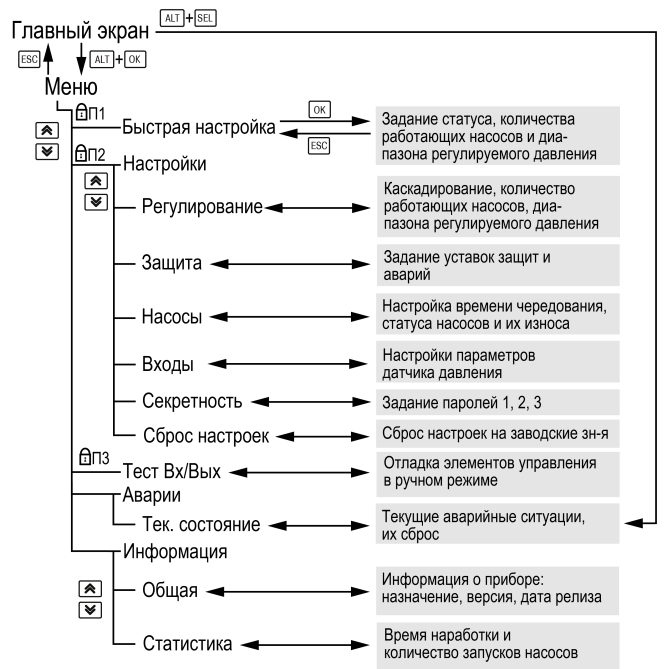 Главный экран
ALT+SEL
ESC
ALT+OK
Меню
П1
Быстрая настройка
OK
ESC
Задание статуса, количества
работающих насосов и диа-
пазона регулируемого давления
П2
Настройки
Регулирование
Каскадирование, количество
работающих насосов, диа-
пазона регулируемого давления
Защита
Задание уставок защит и
аварий
Насосы
Настройка времени чередования,
статуса насосов и их износа
Входы
Настройки параметров
датчика давления
Секретность
Задание паролей 1, 2, 3
Сброс настроек
Сброс настроек на заводские зн-я
П3
Тест Вх/Вых
Отладка элементов управления
в ручном режиме
Аварии
Тек. состояние
Текущие аварийные ситуации,
их сброс
Информация
Общая
Информация о приборе:
назначение, версия, дата релиза
Статистика
Время наработки и
количество запусков насосов